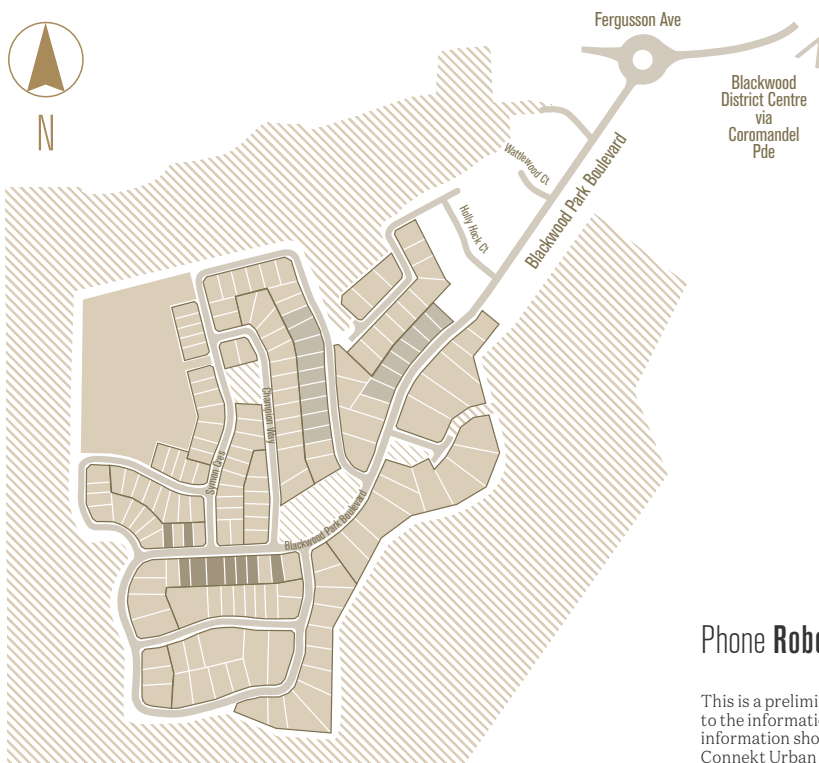 Fergusson Ave
N
Blackwood
District Centre
via
Coromandel
Pde
Wattlewood Ct
Blackwood Park Boulevard
Holly Hock Ct
Champion Way
Symon Cres
Blackwood Park Boulevard
Phone Robe
This is a prelimi
to the informatio
information sho
Connekt Urban